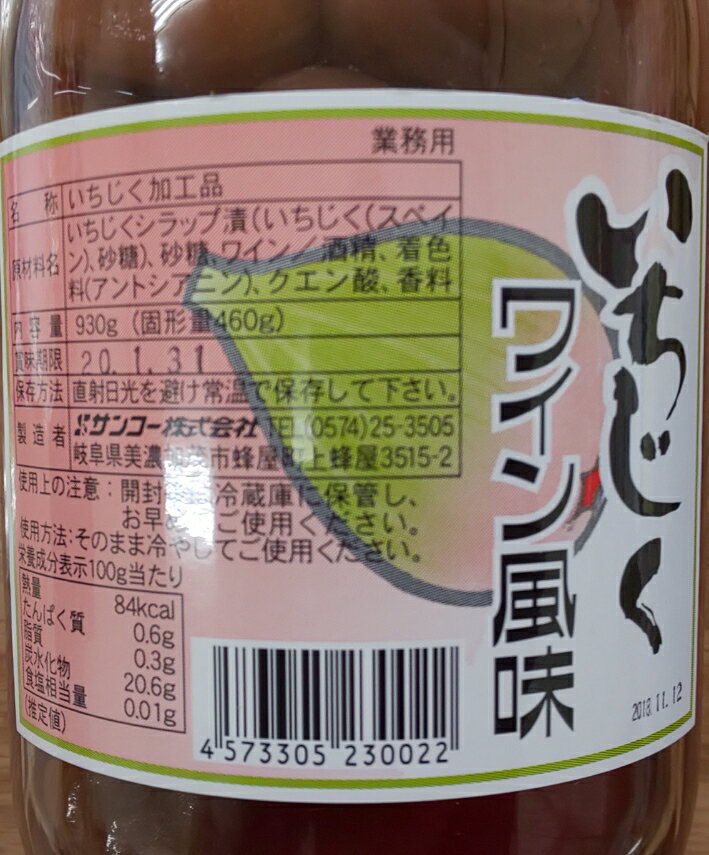 業務用
名 称 いちじく加工品
原材料名 いちじくシラップ漬(いちじく(スペイ
ン)、砂糖)、砂糖、ワイン/酒精、着色
料(アントシアニン)、クエン酸、香料
内容量 930g (固形量460g)
賞味期限 20.1.31
保存方法 直射日光を避け常温で保存して下さい。
製造者 サンコー株式会社 TEL(0574)25-3505
岐阜県美濃加茂市蜂屋町上蜂屋3515-2
使用上の注意：開封 冷蔵庫に保管し、
お早 ご使用ください。
使用方法：そのまま冷やしてご使用ください。
栄養成分表示100g当たり
熱量 84kcal
たんぱく質 0.6g
脂質 0.3g
炭水化物 20.6g
食塩相当量 0.01g
(推定値)
4 573305 230022
いちじく
ワイン風味
11.12